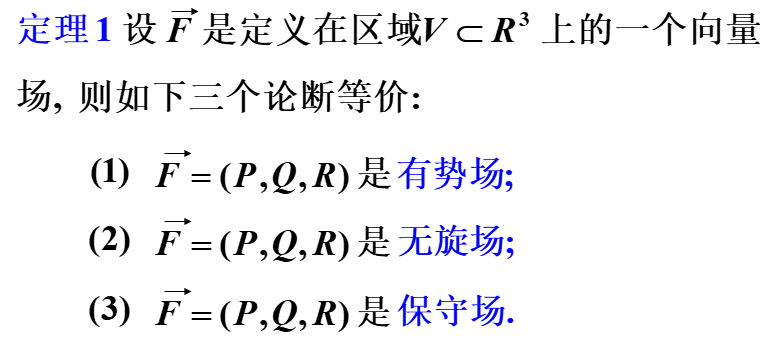 定理1 设 $\vec{F}$ 是定义在区域$V \subset R^3$ 上的一个向量
场, 则如下三个论断等价:
(1) $\vec{F} = (P, Q, R)$ 是有势场;
(2) $\vec{F} = (P, Q, R)$ 是无旋场;
(3) $\vec{F} = (P, Q, R)$ 是保守场.